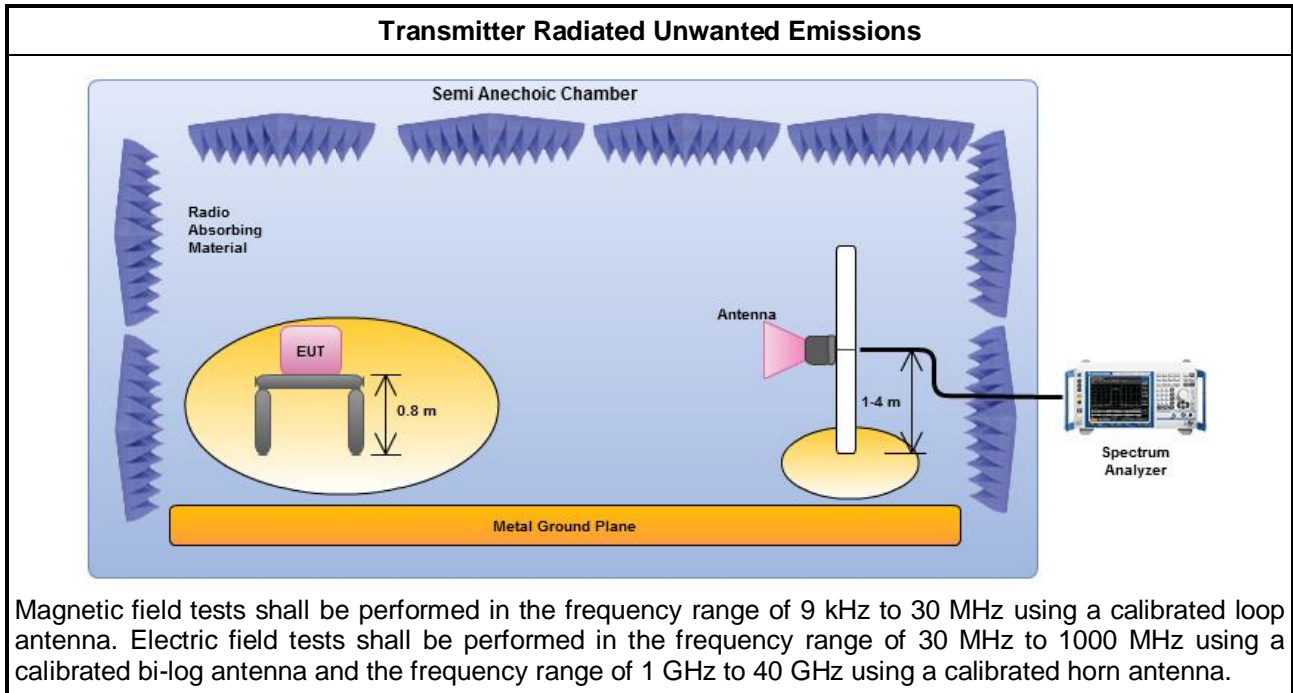 Transmitter Radiated Unwanted Emissions
Semi Anechoic Chamber
Radio
Absorbing
Material
Antenna
EUT
0.8 m
1-4 m
Spectrum
Analyzer
Metal Ground Plane
Magnetic field tests shall be performed in the frequency range of 9 kHz to 30 MHz using a calibrated loop
antenna. Electric field tests shall be performed in the frequency range of 30 MHz to 1000 MHz using a
calibrated bi-log antenna and the frequency range of 1 GHz to 40 GHz using a calibrated horn antenna.